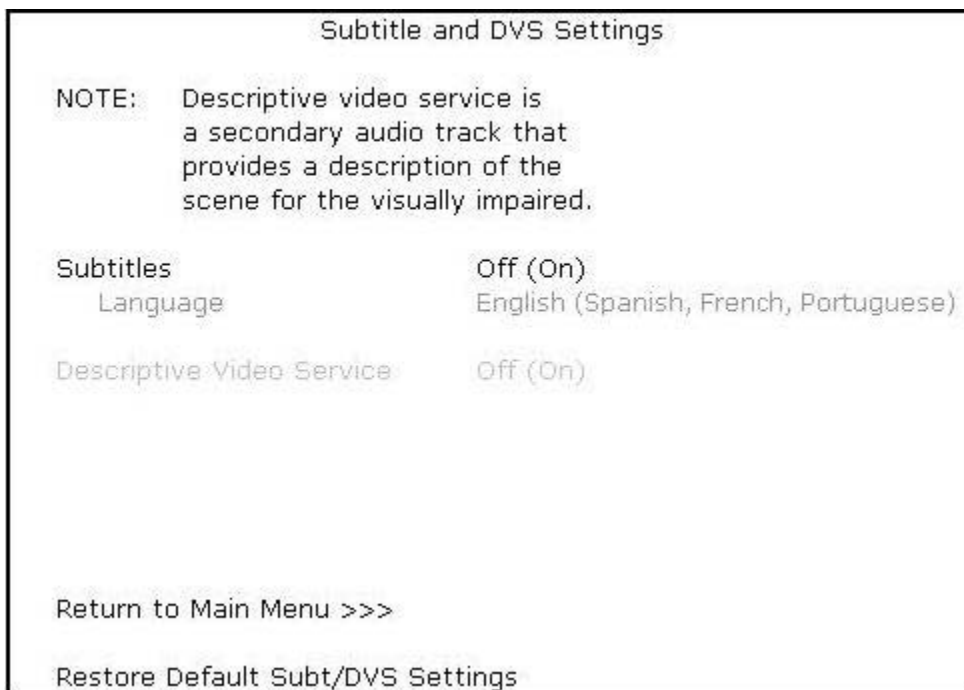 Subtitle and DVS Settings
NOTE: Descriptive video service is
a secondary audio track that
provides a description of the
scene for the visually impaired.
Subtitles Off (On)
Language English (Spanish, French, Portuguese)
Descriptive Video Service Off (On)
Return to Main Menu >>>
Restore Default Subt/DVS Settings